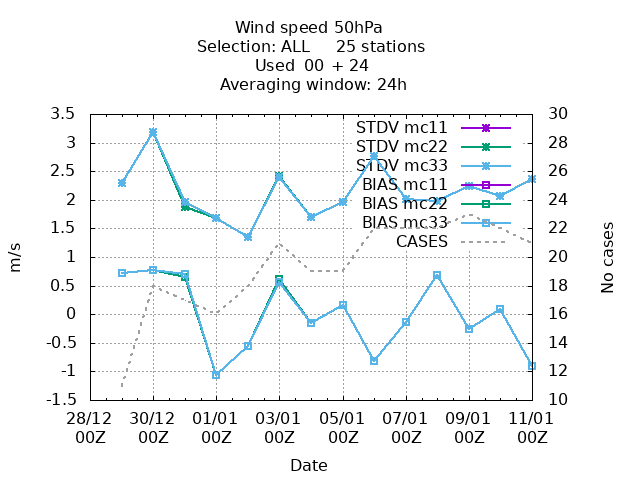 Wind speed 50hPa
Selection: ALL     25 stations
Used  00 + 24
Averaging window: 24h
3.5
3
2.5
2
1.5
1
0.5
0
-0.5
-1
-1.5
30
28
26
24
22
20
18
16
14
12
10
m/s
No cases
STDV mc11
STDV mc22
STDV mc33
BIAS mc11
BIAS mc22
BIAS mc33
CASES
28/12 30/12 01/01 03/01 05/01 07/01 09/01 11/01
00Z 00Z 00Z 00Z 00Z 00Z 00Z 00Z
Date